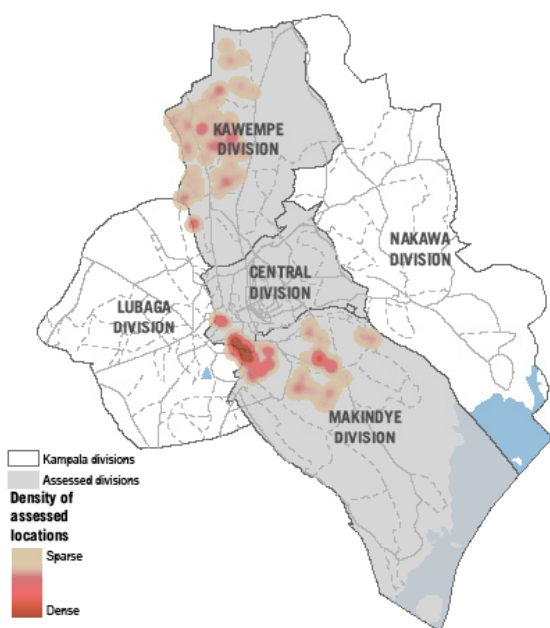 KAWEMPE
DIVISION
NAKAWA
DIVISION
CENTRAL
DIVISION
LUBAGA
DIVISION
MAKINDYE
DIVISION
Kampala divisions
Assessed divisions
Density of
assessed
locations
Sparse
Dense